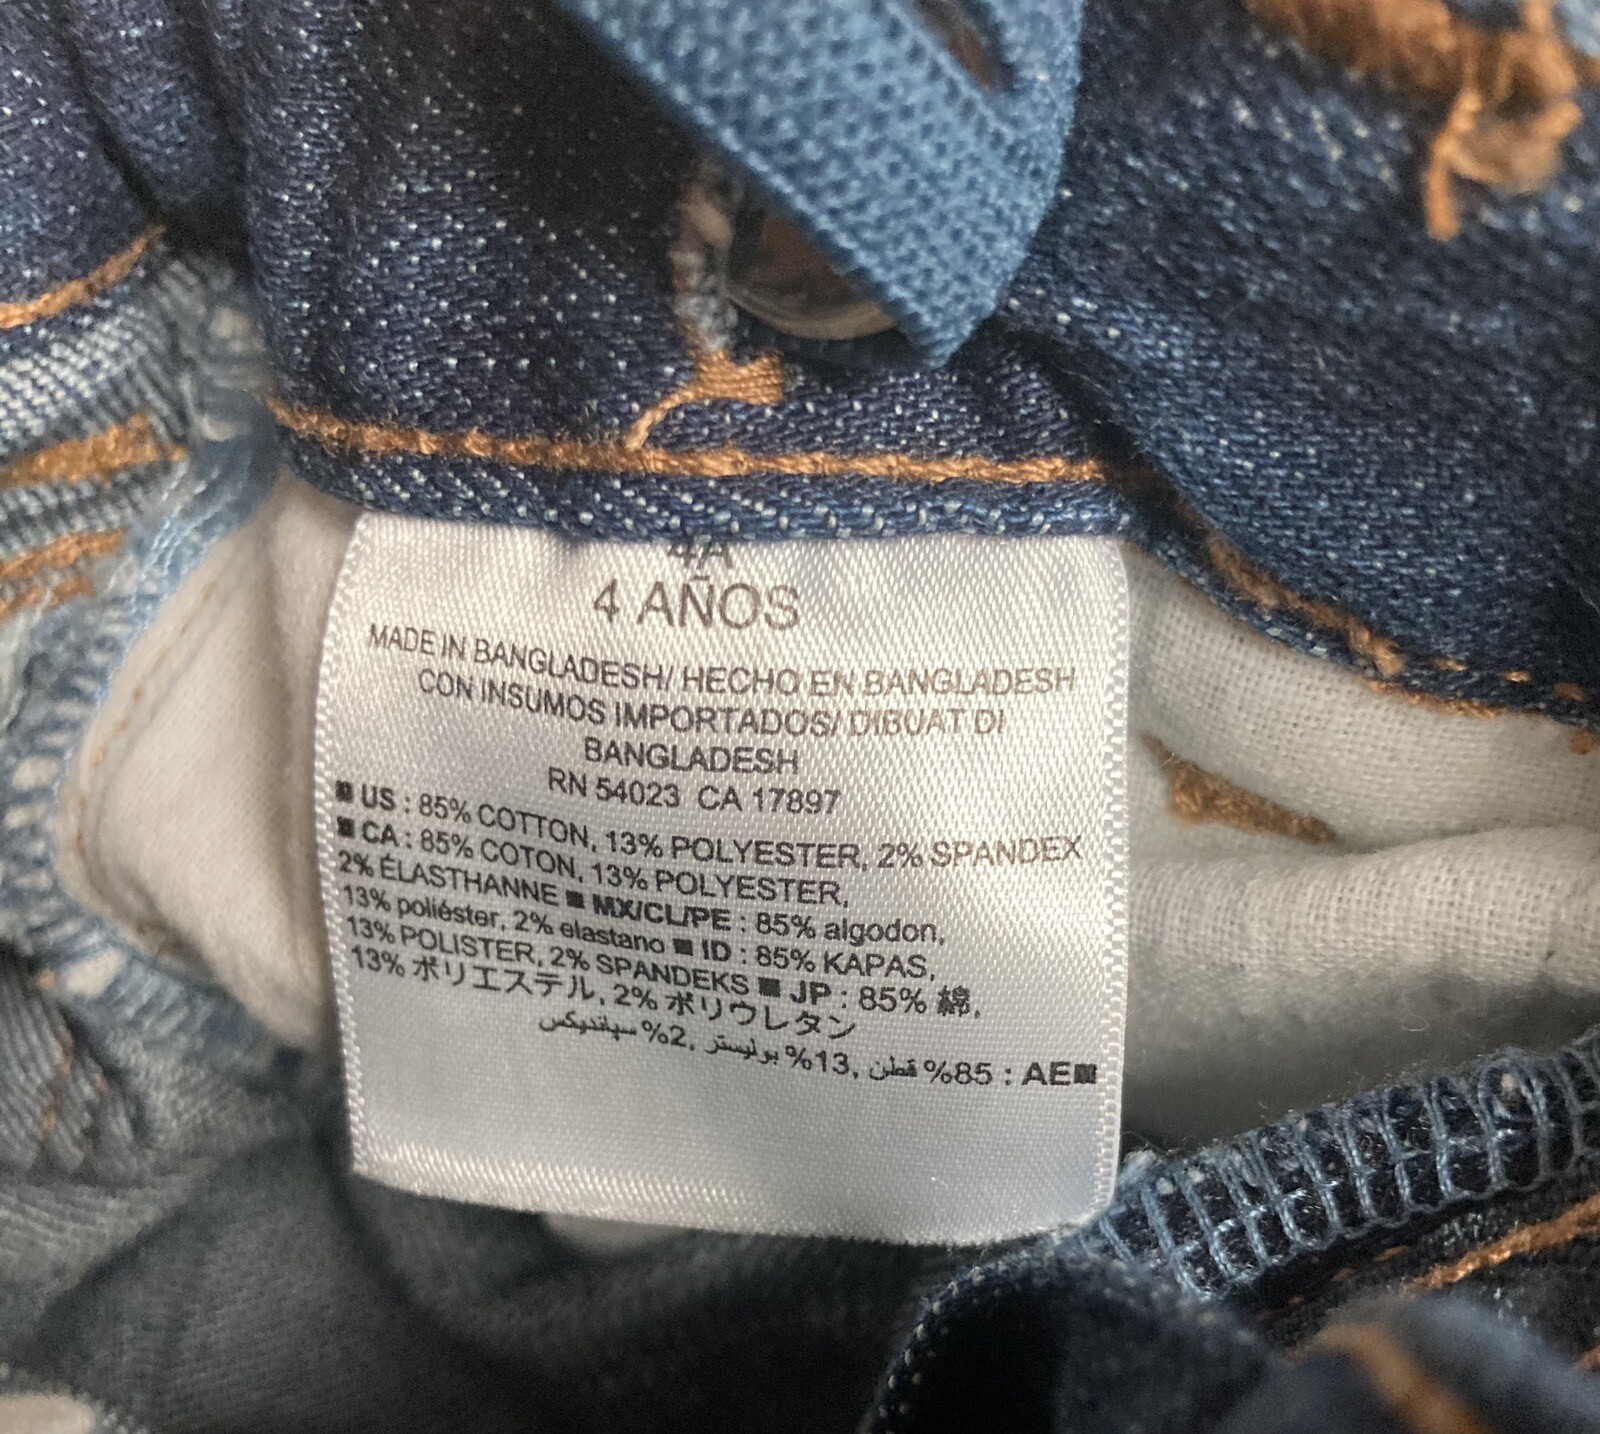 4A
4 AÑOS
MADE IN BANGLADESH/ HECHO EN BANGLADESH
CON INSUMOS IMPORTADOS/ DIBUAT DI
BANGLADESH
RN 54023 CA 17897
■ US : 85% COTTON, 13% POLYESTER, 2% SPANDEX
■ CA : 85% COTON, 13% POLYESTER,
2% ÉLASTHANNE ■ MX/CL/PE : 85% algodon,
13% poliéster, 2% elastano ■ ID : 85% KAPAS,
13% POLISTER, 2% SPANDEKS ■ JP : 85% 綿,
13% ポリエステル, 2% ポリウレタン
■AE : 85% قطن, 13% بوليستر, 2% سباندكس